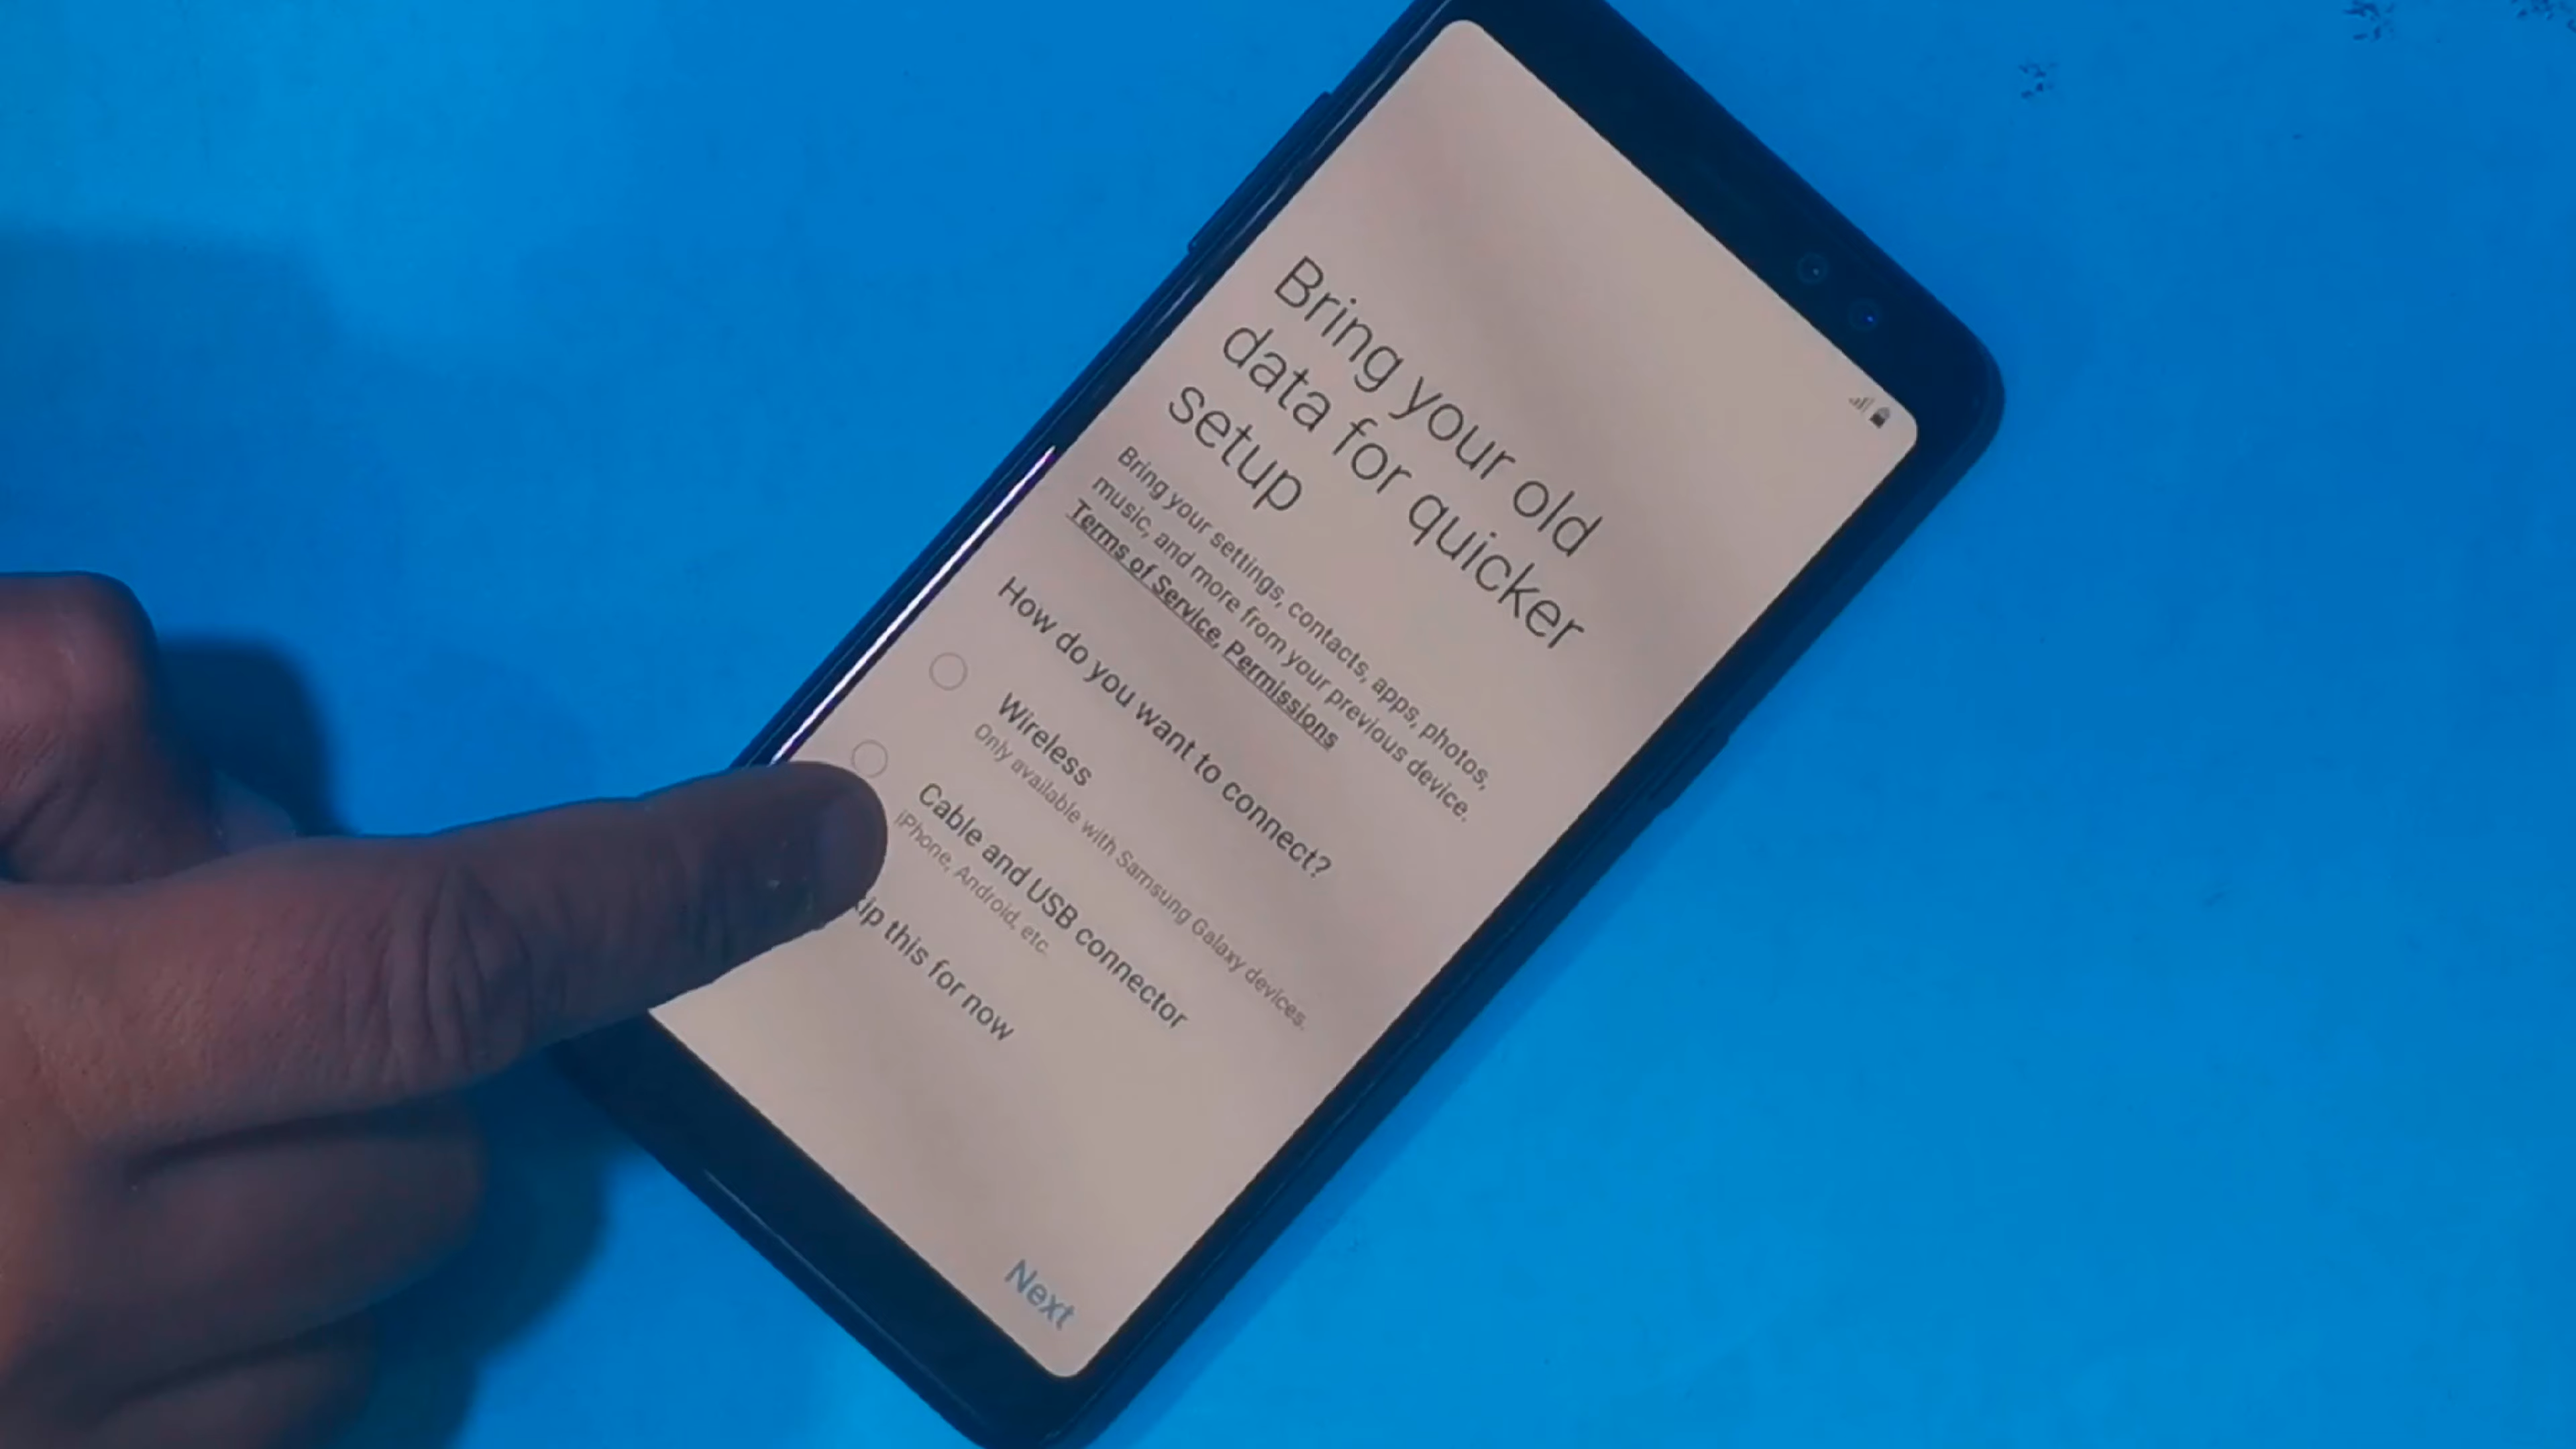 Bring your old
data for quicker
setup
Bring your settings, contacts, apps, photos,
music, and more from your previous device.
Terms of Service, Permissions
How do you want to connect?
Wireless
Only available with Samsung Galaxy devices.
Cable and USB connector
iPhone, Android, etc.
kip this for now
Next